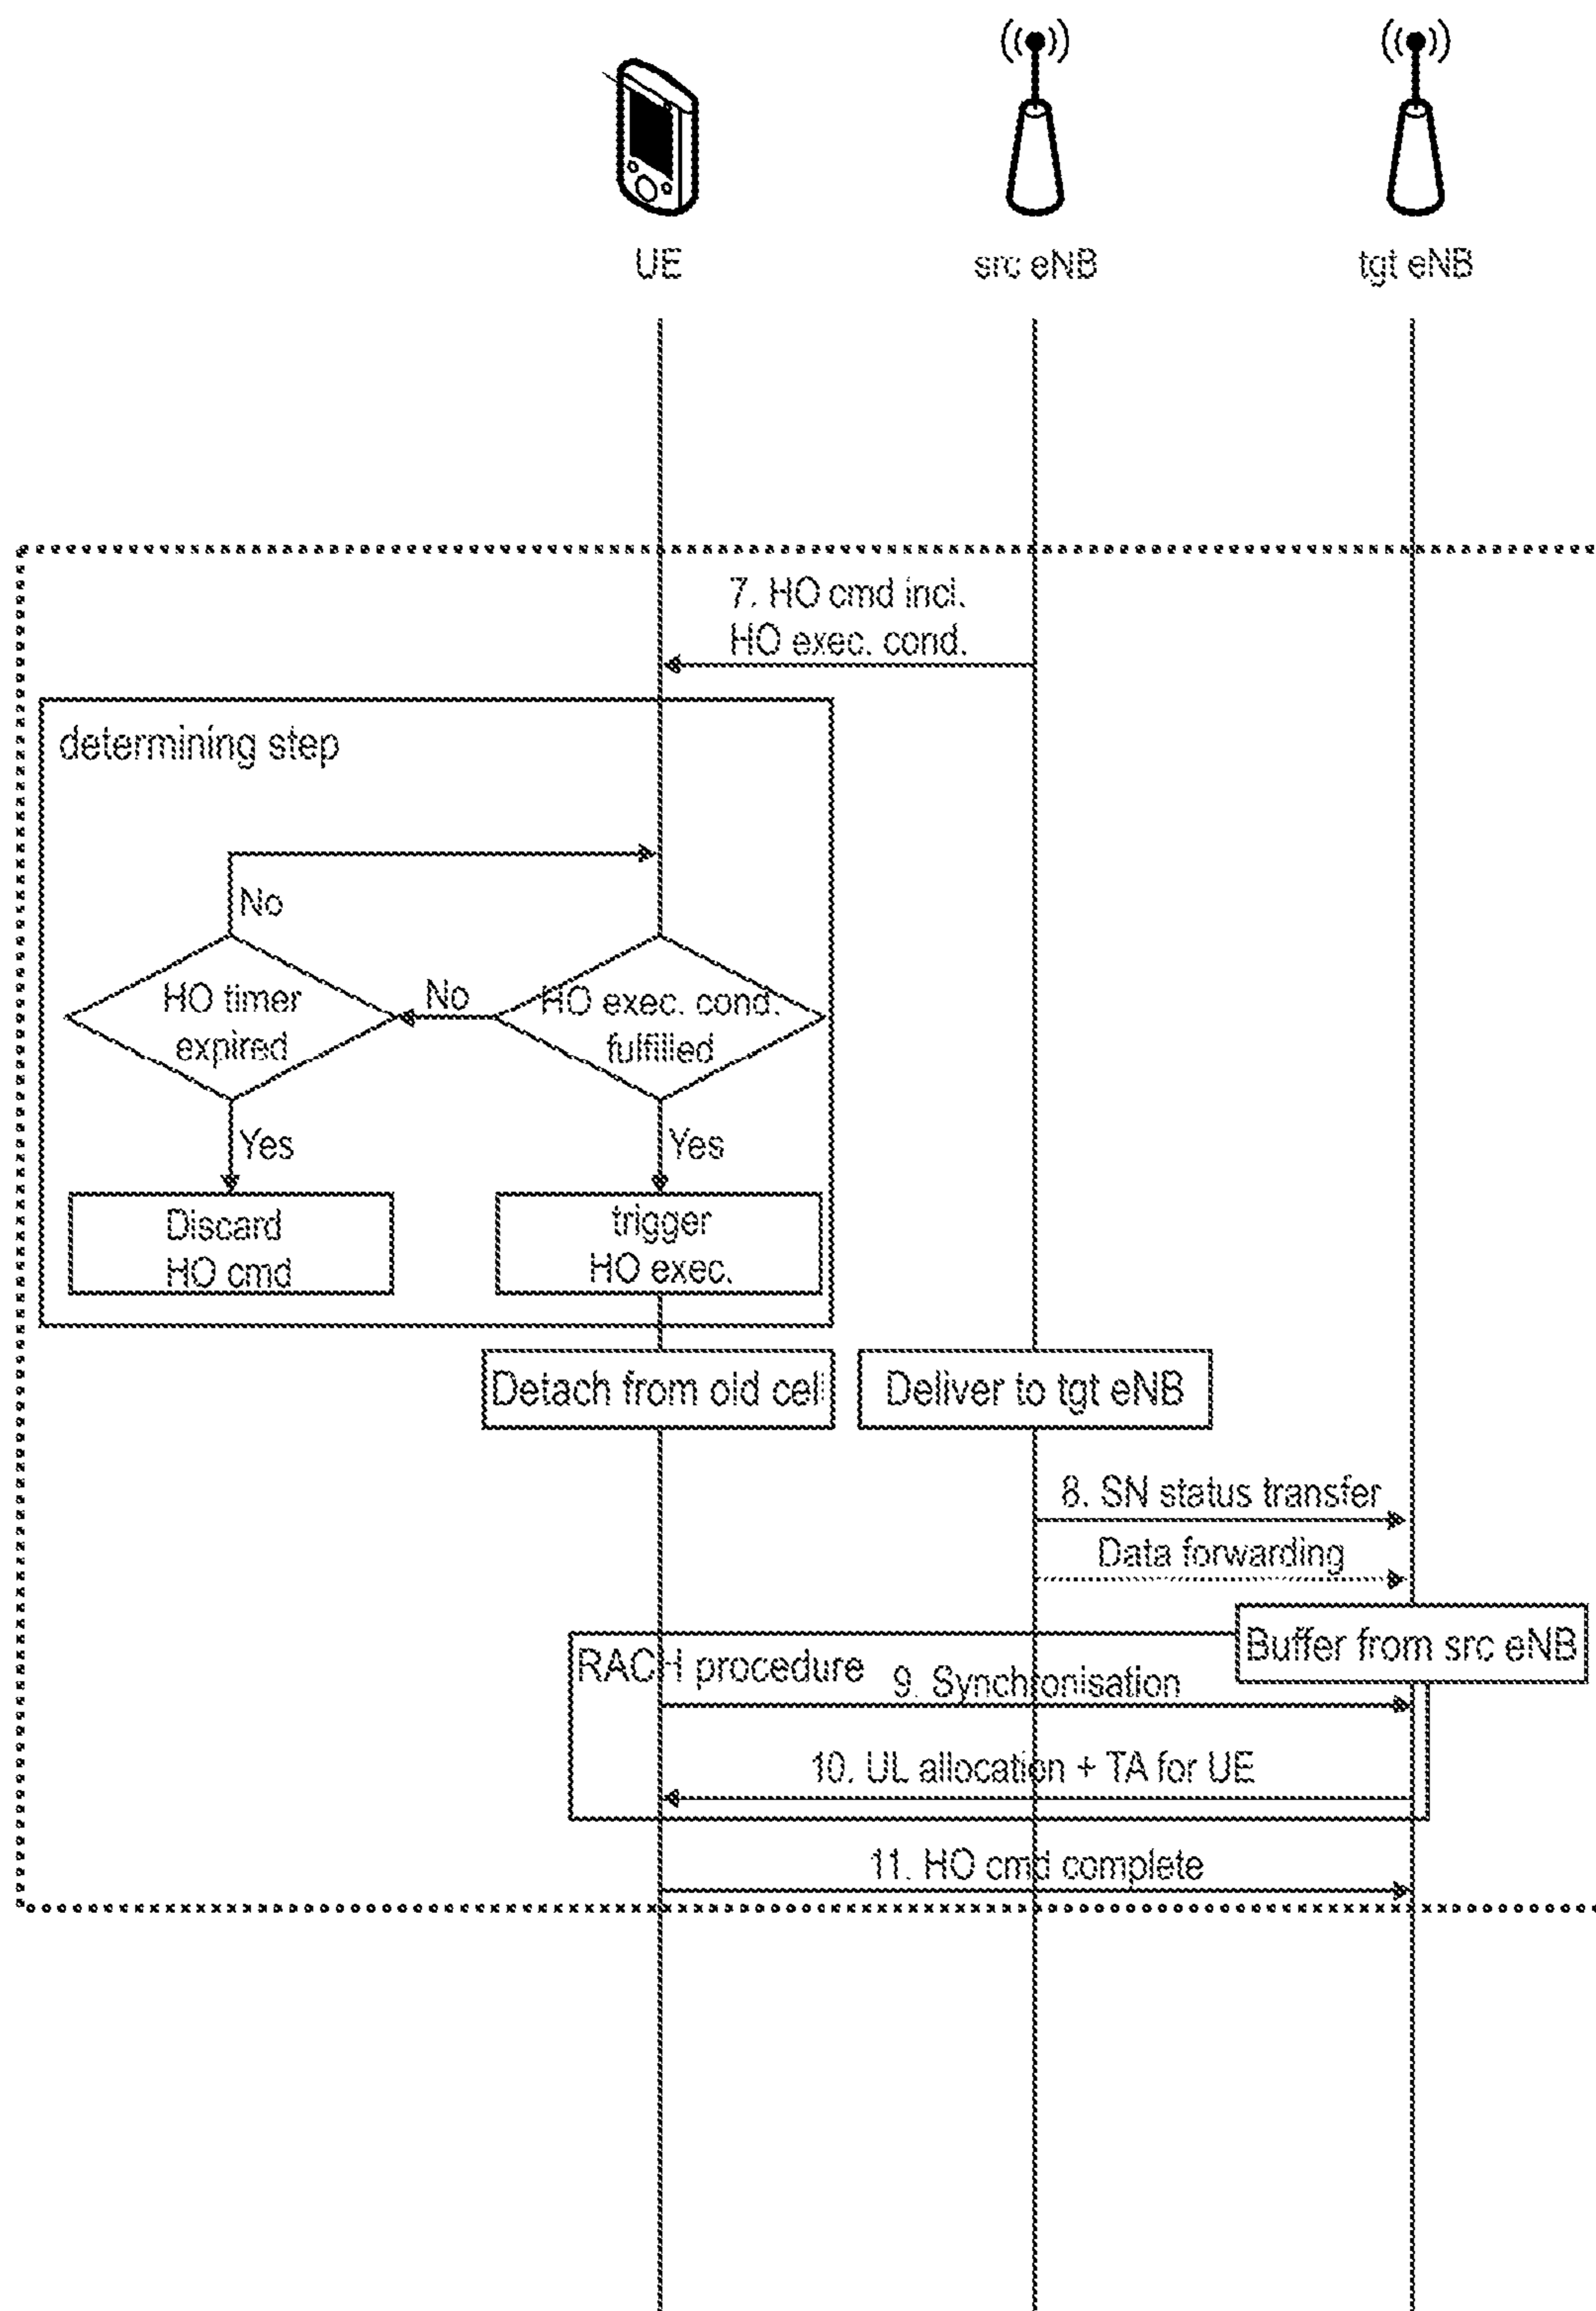 UE
src eNB
tgt eNB
7. HO cmd incl.
HO exec. cond.
determining step
No
HO timer
expired
No
HO exec. cond.
fulfilled
Yes
Yes
Discard
HO cmd
trigger
HO exec.
Detach from old cell
Deliver to tgt eNB
8. SN status transfer
Data forwarding
Buffer from src eNB
RACH procedure
9. Synchronisation
10. UL allocation + TA for UE
11. HO cmd complete